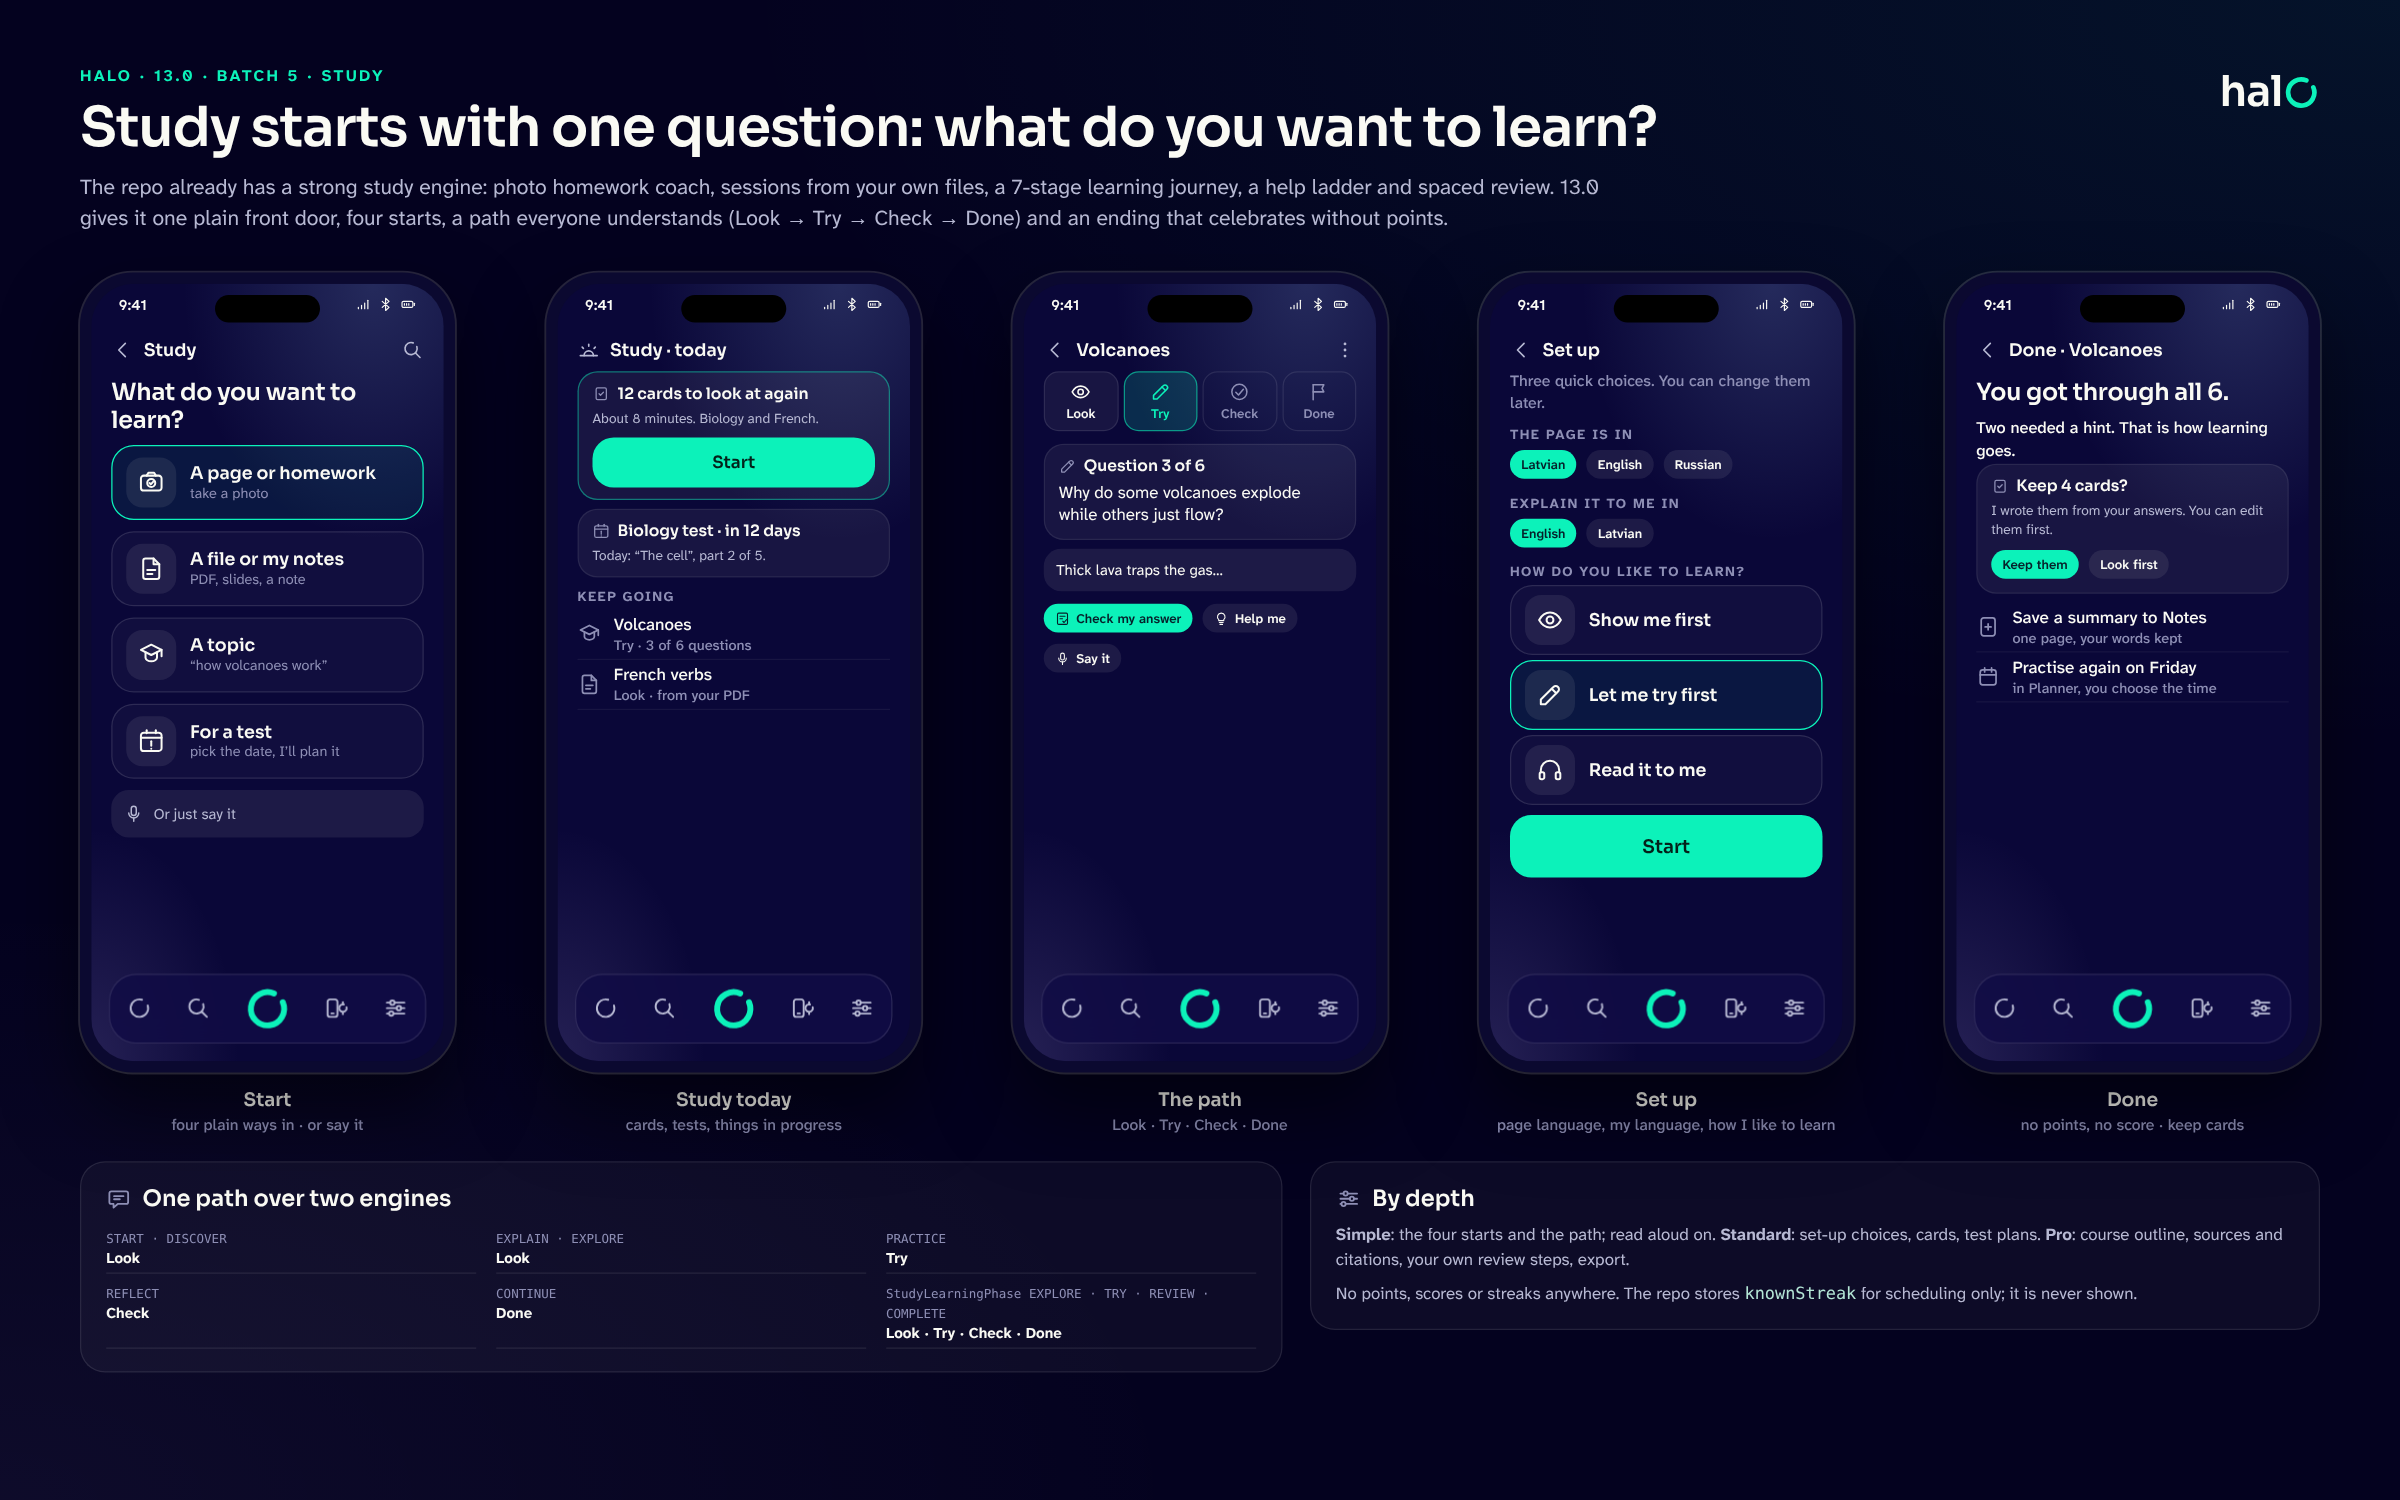 HALO · 13.0 · BATCH 5 · STUDY
halo
Study starts with one question: what do you want to learn?
The repo already has a strong study engine: photo homework coach, sessions from your own files, a 7-stage learning journey, a help ladder and spaced review. 13.0
gives it one plain front door, four starts, a path everyone understands (Look → Try → Check → Done) and an ending that celebrates without points.
9:41
Study
What do you want to
learn?
A page or homework
take a photo
A file or my notes
PDF, slides, a note
A topic
“how volcanoes work”
For a test
pick the date, I’ll plan it
Or just say it
Start
four plain ways in · or say it
9:41
Study · today
12 cards to look at again
About 8 minutes. Biology and French.
Start
Biology test · in 12 days
Today: “The cell”, part 2 of 5.
KEEP GOING
Volcanoes
Try · 3 of 6 questions
French verbs
Look · from your PDF
Study today
cards, tests, things in progress
9:41
Volcanoes
Look
Try
Check
Done
Question 3 of 6
Why do some volcanoes explode
while others just flow?
Thick lava traps the gas...
Check my answer
Help me
Say it
The path
Look · Try · Check · Done
9:41
Set up
Three quick choices. You can change them
later.
THE PAGE IS IN
Latvian
English
Russian
EXPLAIN IT TO ME IN
English
Latvian
HOW DO YOU LIKE TO LEARN?
Show me first
Let me try first
Read it to me
Start
Set up
page language, my language, how I like to learn
9:41
Done · Volcanoes
You got through all 6.
Two needed a hint. That is how learning
goes.
Keep 4 cards?
I wrote them from your answers. You can edit
them first.
Keep them
Look first
Save a summary to Notes
one page, your words kept
Practise again on Friday
in Planner, you choose the time
Done
no points, no score · keep cards
One path over two engines
START · DISCOVER
Look
EXPLAIN · EXPLORE
Look
PRACTICE
Try
REFLECT
Check
CONTINUE
Done
StudyLearningPhase EXPLORE · TRY · REVIEW ·
COMPLETE
Look · Try · Check · Done
By depth
Simple: the four starts and the path; read aloud on. Standard: set-up choices, cards, test plans. Pro: course outline, sources and
citations, your own review steps, export.
No points, scores or streaks anywhere. The repo stores knownStreak for scheduling only; it is never shown.